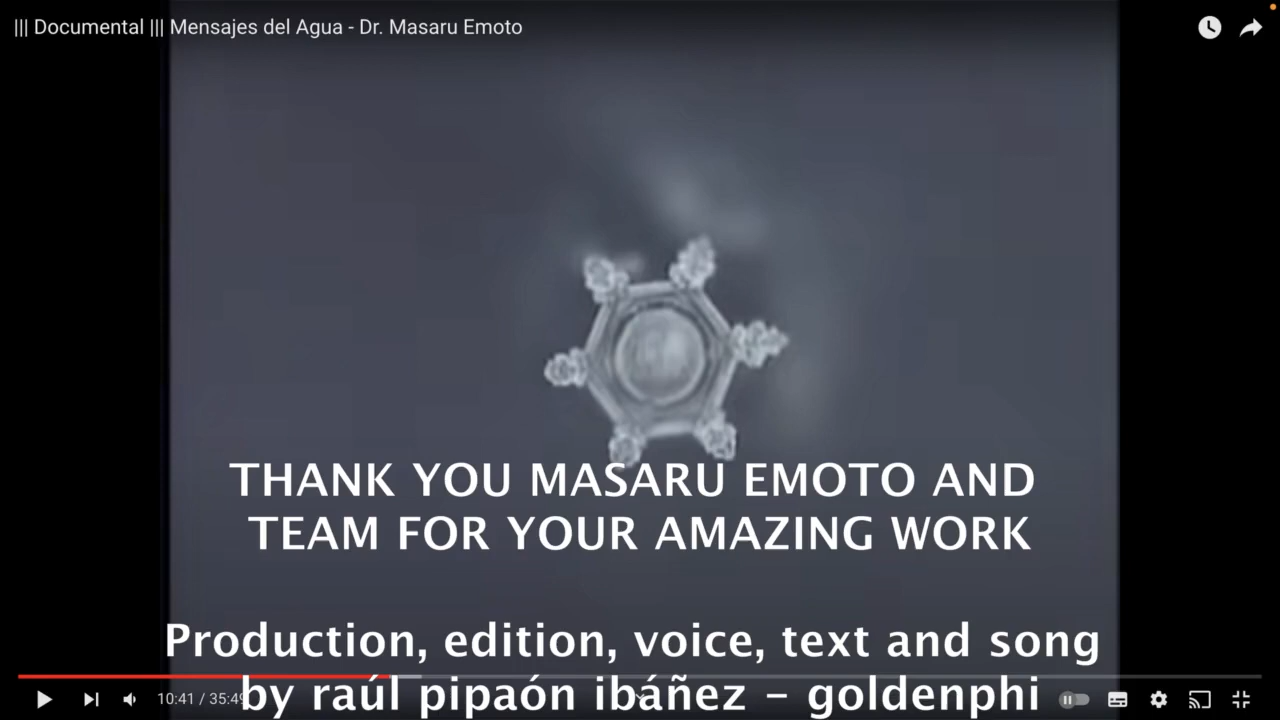 ||| Documental ||| Mensajes del Agua - Dr. Masaru Emoto
THANK YOU MASARU EMOTO AND
TEAM FOR YOUR AMAZING WORK
Production, edition, voice, text and song
by raúl pipaón ibáñez – goldenphi
10:41 / 35:49